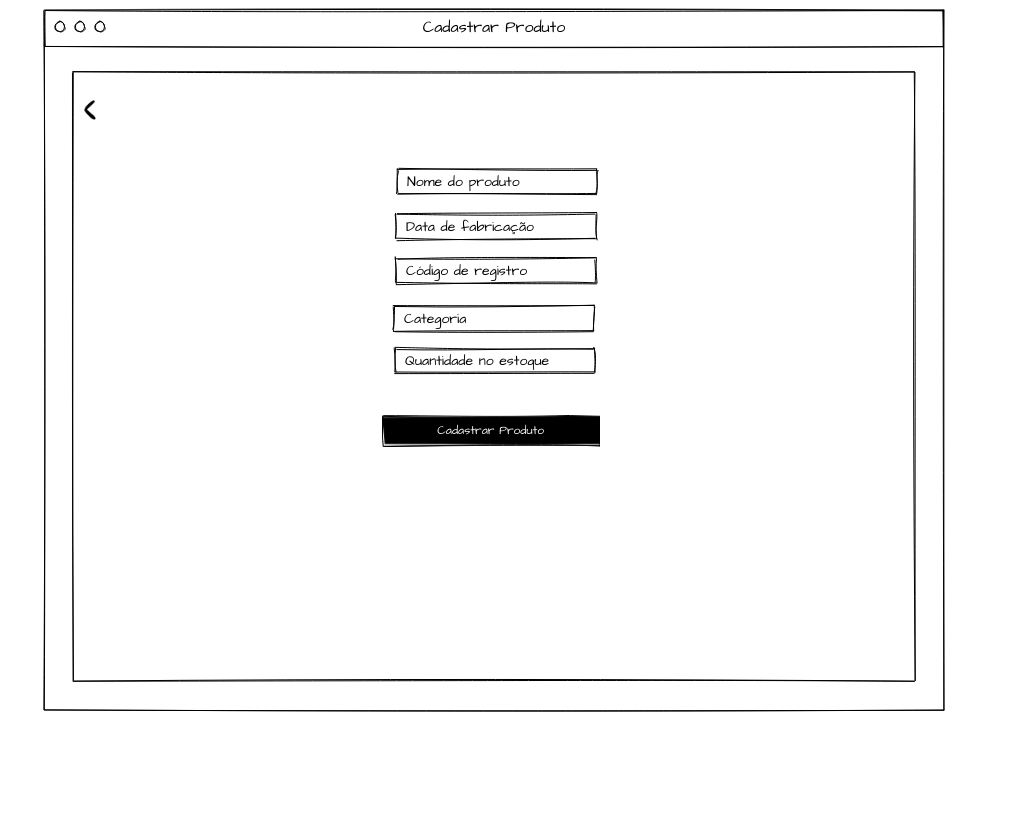 Cadastrar Produto
Nome do produto
Data de fabricação
Código de registro
Categoria
Quantidade no estoque
Cadastrar Produto